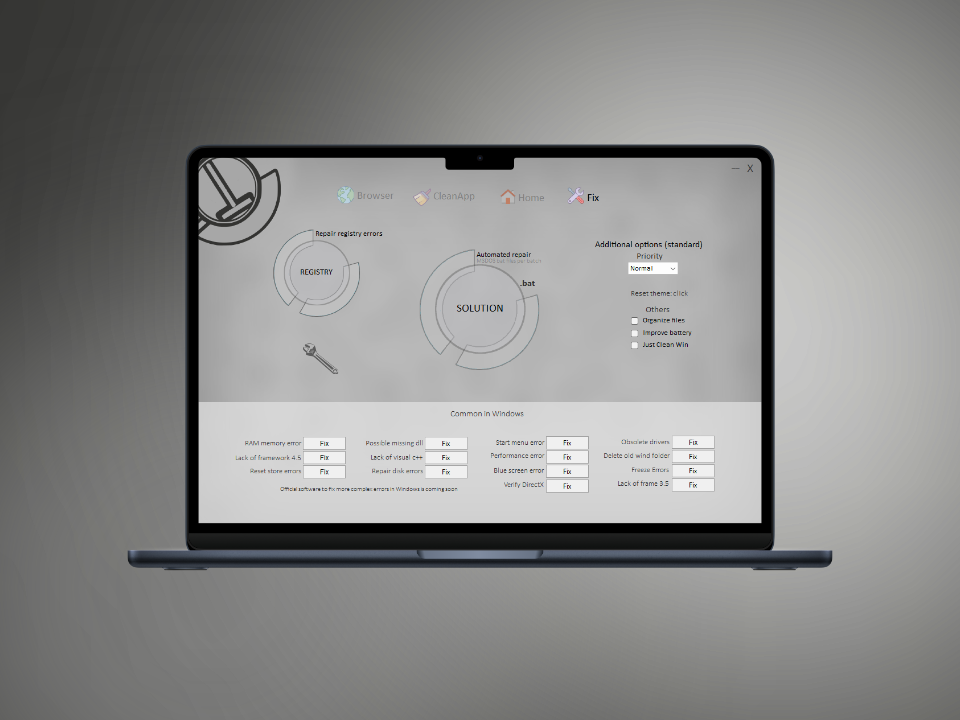 — X
Browser
CleanApp
Home
Fix
Repair registry errors
REGISTRY
Automated repair
.bat
SOLUTION
Additional options (standard)
Priority
Normal
Reset theme: click
Others
Organize files
Improve battery
Just Clean Win
Common in Windows
RAM memory error Fix
Lack of framework 4.5 Fix
Reset store errors Fix
Possible missing dll Fix
Lack of visual c++ Fix
Repair disk errors Fix
Start menu error Fix
Performance error Fix
Blue screen error Fix
Verify DirectX Fix
Obsolete drivers Fix
Delete old wind folder Fix
Freeze Errors Fix
Lack of frame 3.5 Fix
Official software to fix more complex errors in Windows is coming soon